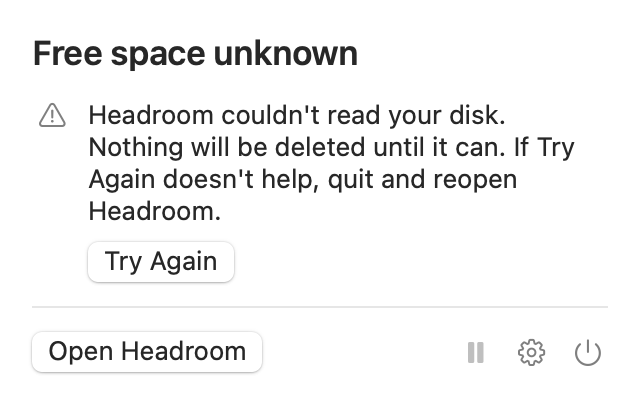 Free space unknown
Headroom couldn't read your disk.
Nothing will be deleted until it can. If Try
Again doesn't help, quit and reopen
Headroom.
Try Again
Open Headroom